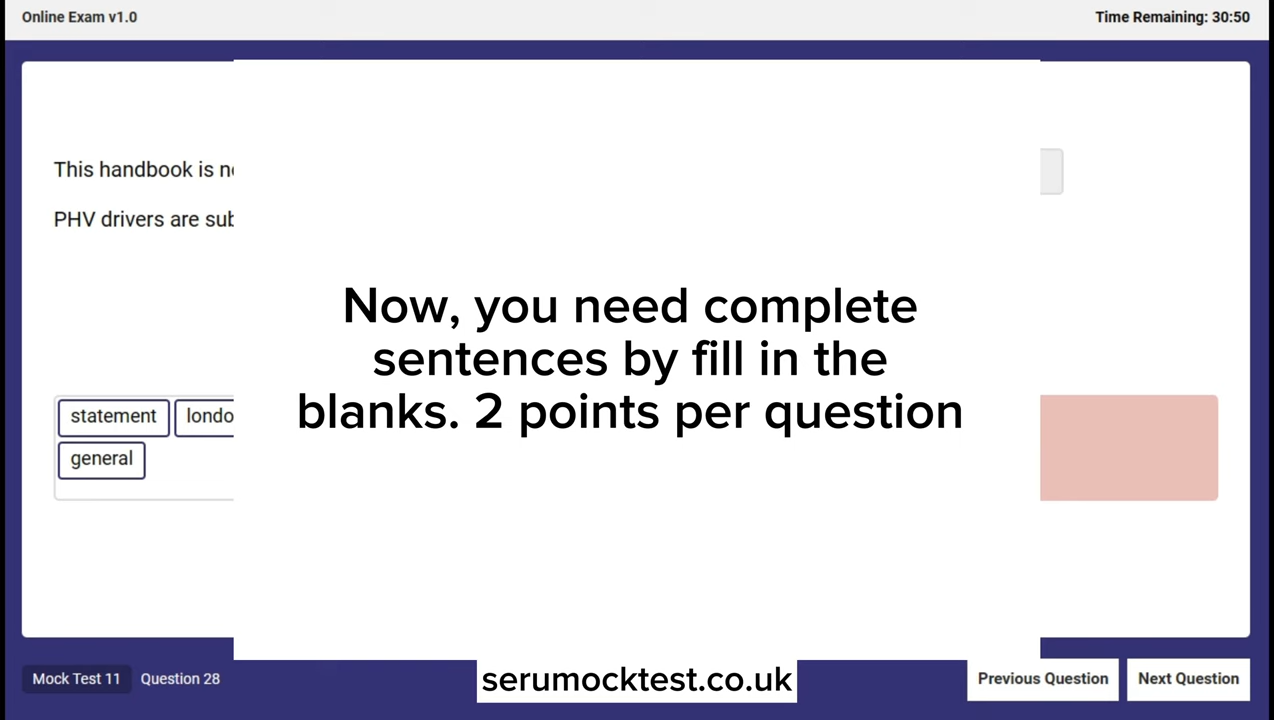 Online Exam v1.0
Time Remaining: 30:50
This handbook is
PHV drivers are
Now, you need complete
sentences by fill in the
blanks. 2 points per question
statement
general
Mock Test 11
Question 28
serumocktest.co.uk
Previous Question
Next Question